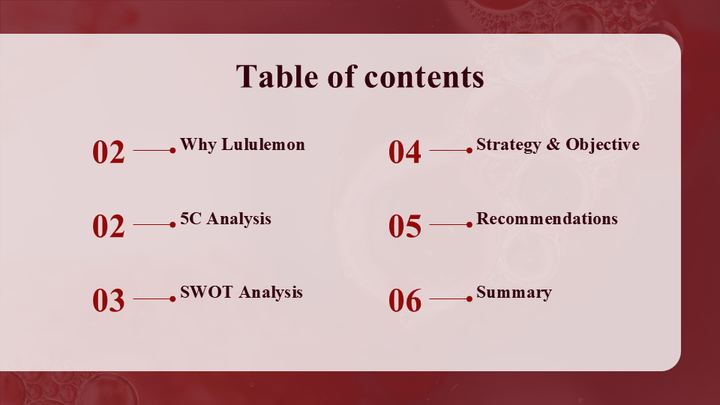 Table of contents
02 Why Lululemon
02 5C Analysis
03 SWOT Analysis
04 Strategy & Objective
05 Recommendations
06 Summary